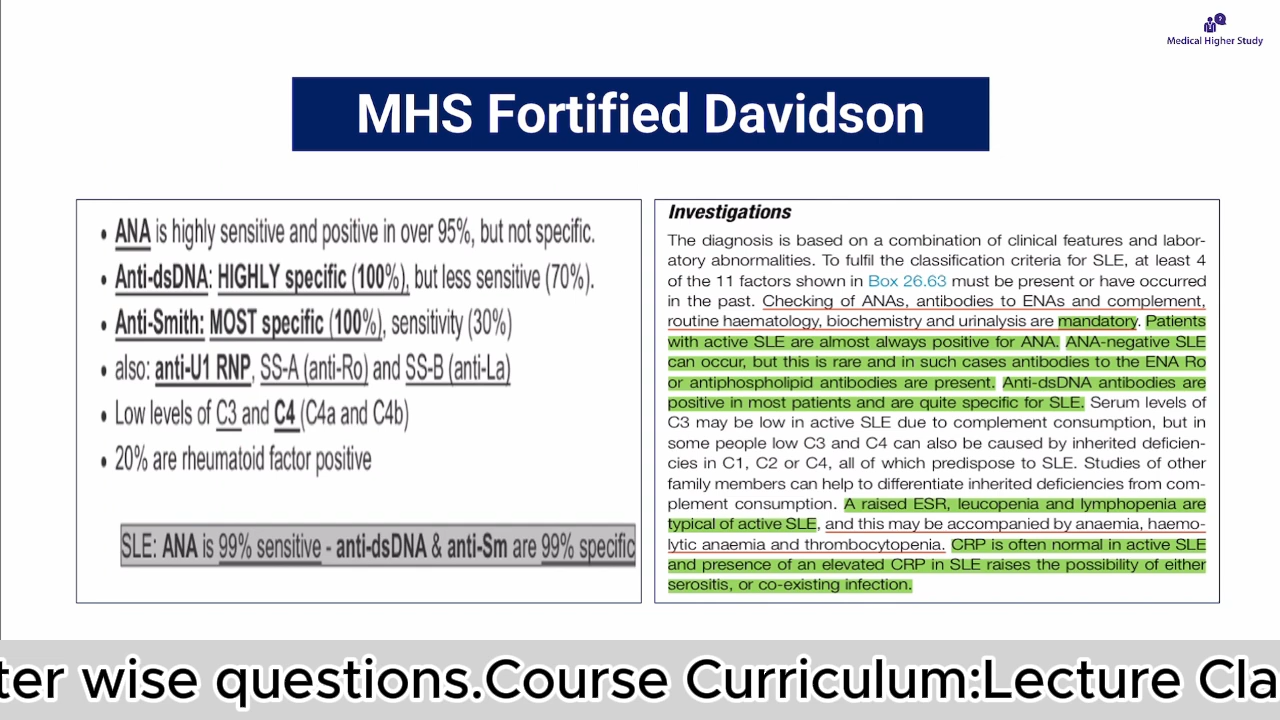 Medical Higher Study
MHS Fortified Davidson
• ANA is highly sensitive and positive in over 95%, but not specific.
• Anti-dsDNA: HIGHLY specific (100%), but less sensitive (70%).
• Anti-Smith: MOST specific (100%), sensitivity (30%)
• also: anti-U1 RNP, SS-A (anti-Ro) and SS-B (anti-La)
• Low levels of C3 and C4 (C4a and C4b)
• 20% are rheumatoid factor positive
SLE: ANA is 99% sensitive - anti-dsDNA & anti-Sm are 99% specific
Investigations
The diagnosis is based on a combination of clinical features and labor-
atory abnormalities. To fulfil the classification criteria for SLE, at least 4
of the 11 factors shown in Box 26.63 must be present or have occurred
in the past. Checking of ANAs, antibodies to ENAs and complement,
routine haematology, biochemistry and urinalysis are mandatory. Patients
with active SLE are almost always positive for ANA. ANA-negative SLE
can occur, but this is rare and in such cases antibodies to the ENA Ro
or antiphospholipid antibodies are present. Anti-dsDNA antibodies are
positive in most patients and are quite specific for SLE. Serum levels of
C3 may be low in active SLE due to complement consumption, but in
some people low C3 and C4 can also be caused by inherited deficien-
cies in C1, C2 or C4, all of which predispose to SLE. Studies of other
family members can help to differentiate inherited deficiencies from com-
plement consumption. A raised ESR, leucopenia and lymphopenia are
typical of active SLE, and this may be accompanied by anaemia, haemo-
lytic anaemia and thrombocytopenia. CRP is often normal in active SLE
and presence of an elevated CRP in SLE raises the possibility of either
serositis, or co-existing infection.
ter wise questions.Course Curriculum:Lecture Cla